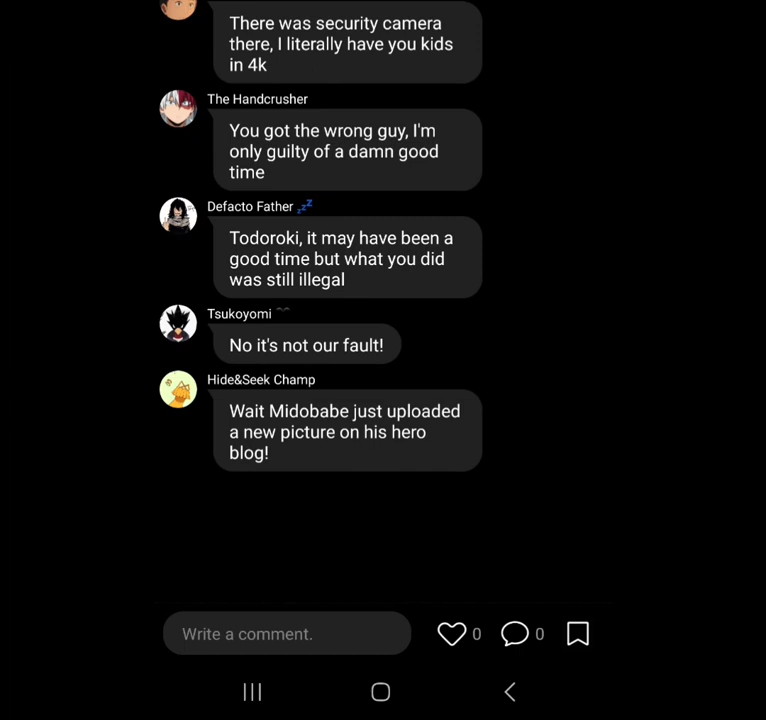 There was security camera
there, I literally have you kids
in 4k
The Handcrusher
You got the wrong guy, I'm
only guilty of a damn good
time
Defacto Father 💤
Todoroki, it may have been a
good time but what you did
was still illegal
Tsukoyomi
No it's not our fault!
Hide&Seek Champ
Wait Midobabe just uploaded
a new picture on his hero
blog!
Write a comment.
0
0